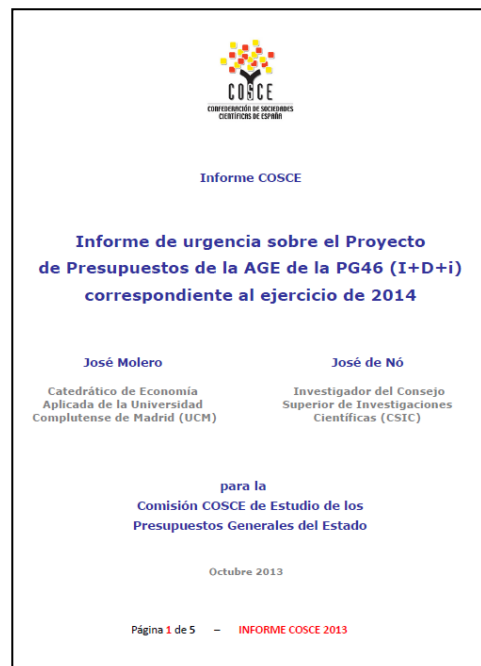 COSCE
CONFEDERACIÓN DE SOCIEDADES
CIENTÍFICAS DE ESPAÑA
Informe COSCE
Informe de urgencia sobre el Proyecto
de Presupuestos de la AGE de la PG46 (I+D+i)
correspondiente al ejercicio de 2014
José Molero
Catedrático de Economía
Aplicada de la Universidad
Complutense de Madrid (UCM)
José de Nó
Investigador del Consejo
Superior de Investigaciones
Científicas (CSIC)
para la
Comisión COSCE de Estudio de los
Presupuestos Generales del Estado
Octubre 2013
Página 1 de 5 – INFORME COSCE 2013